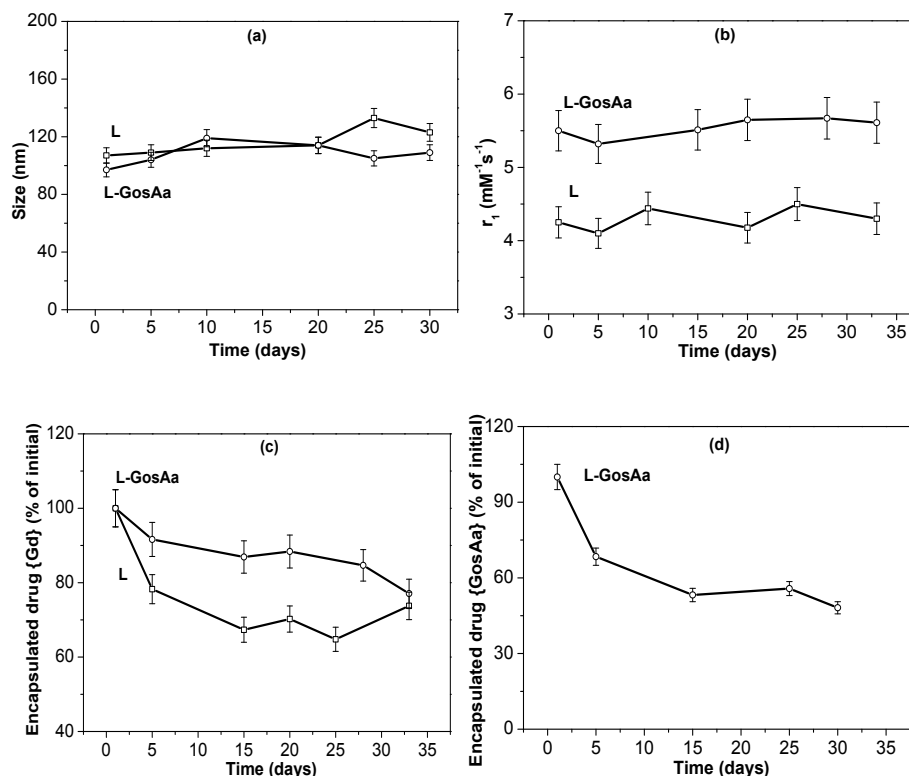 (a)
200
160
120
80
40
0
Size (nm)
L
L-GosAa
0 5 10 15 20 25 30
Time (days)
(b)
7
6
5
4
3
r1 (mM-1s-1)
L-GosAa
L
0 5 10 15 20 25 30 35
Time (days)
(c)
120
100
80
60
40
Encapsulated drug {Gd} (% of initial)
L-GosAa
L
0 5 10 15 20 25 30 35
Time (days)
(d)
120
90
60
30
0
Encapsulated drug {GosAa} (% of initial)
L-GosAa
0 5 10 15 20 25 30 35
Time (days)